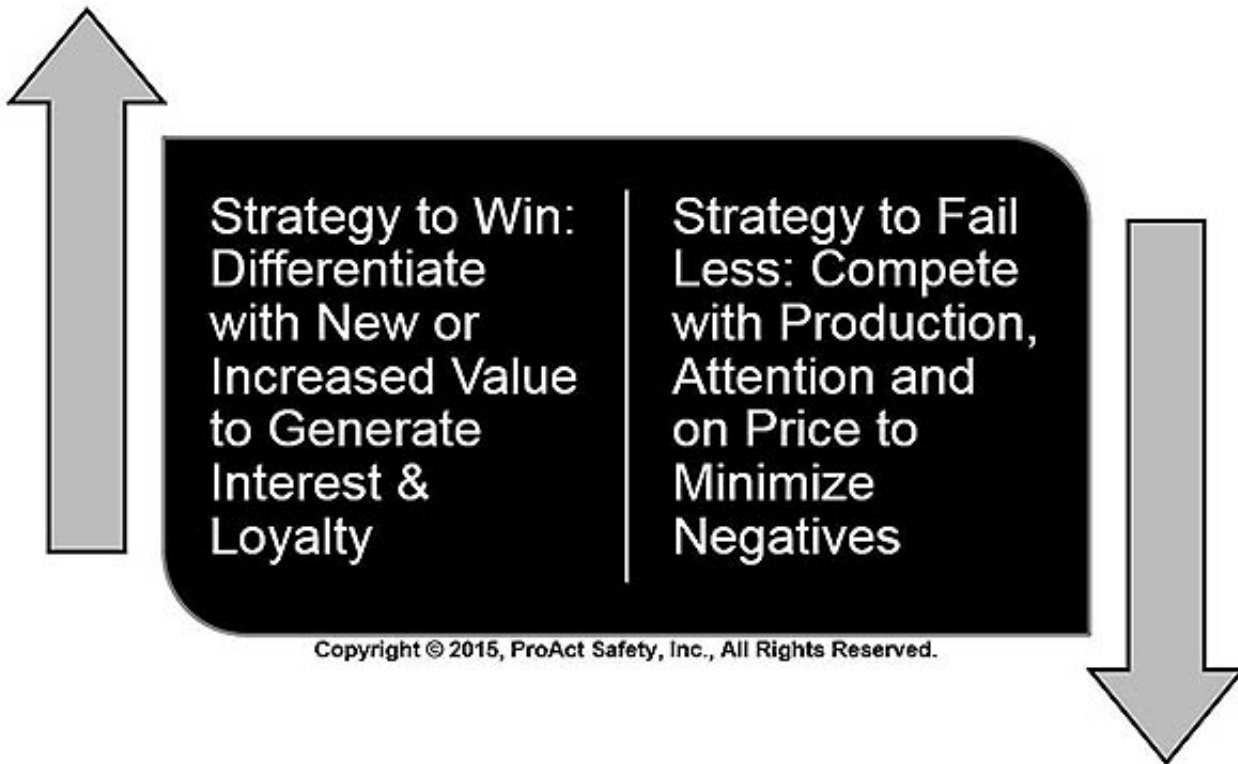 Strategy to Win:
Differentiate
with New or
Increased Value
to Generate
Interest &
Loyalty
Strategy to Fail
Less: Compete
with Production,
Attention and
on Price to
Minimize
Negatives
Copyright © 2015, ProAct Safety, Inc., All Rights Reserved.